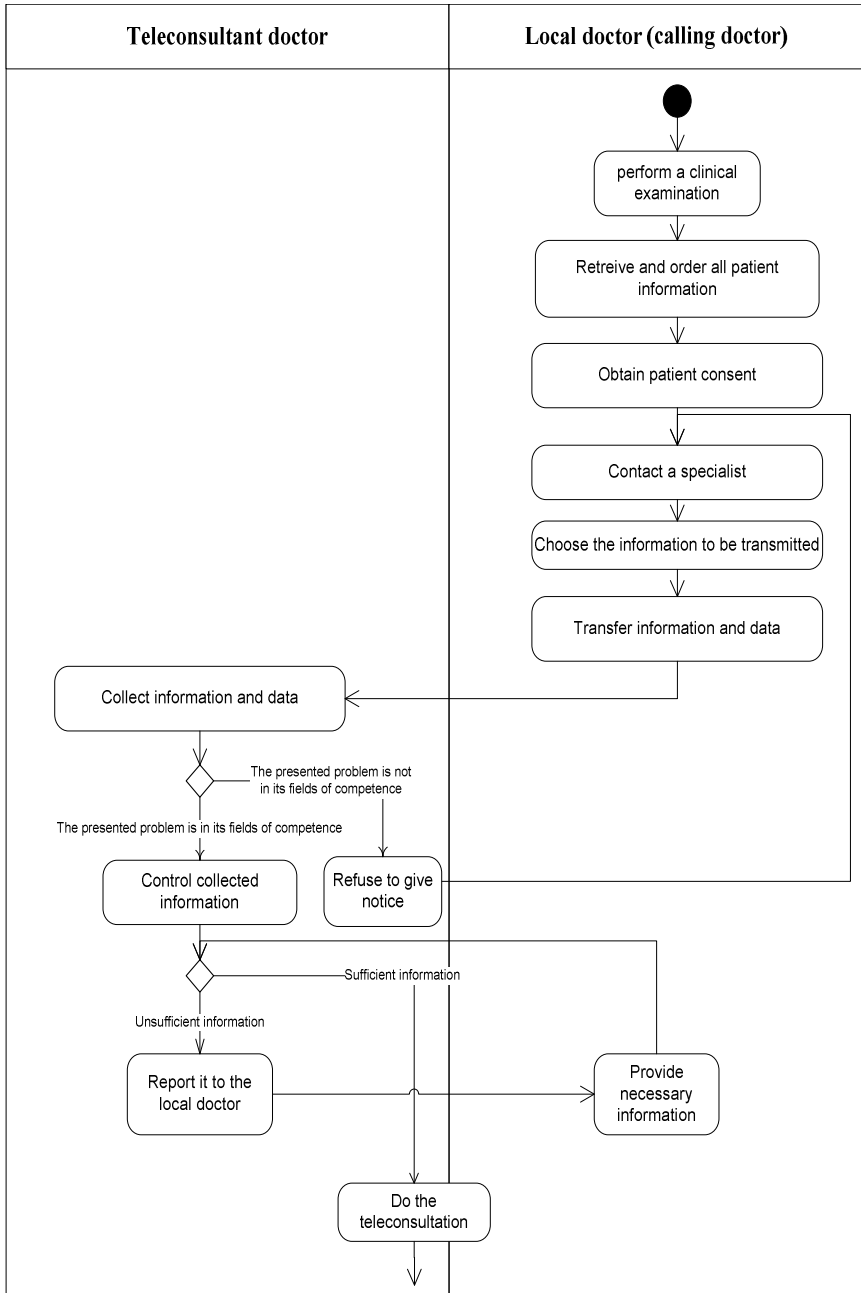 Teleconsultant doctor
Local doctor (calling doctor)
perform a clinical
examination
Retreive and order all patient
information
Obtain patient consent
Contact a specialist
Choose the information to be transmitted
Transfer information and data
Collect information and data
The presented problem is not
in its fields of competence
The presented problem is in its fields of competence
Control collected
information
Refuse to give
notice
Sufficient information
Unsufficient information
Report it to the
local doctor
Provide
necessary
information
Do the
teleconsultation